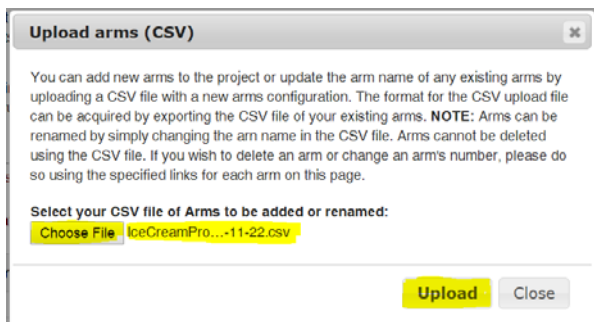 Upload arms (CSV)
You can add new arms to the project or update the arm name of any existing arms by
uploading a CSV file with a new arms configuration. The format for the CSV upload file
can be acquired by exporting the CSV file of your existing arms. NOTE: Arms can be
renamed by simply changing the arn name in the CSV file. Arms cannot be deleted
using the CSV file. If you wish to delete an arm or change an arm's number, please do
so using the specified links for each arm on this page.
Select your CSV file of Arms to be added or renamed:
Choose File IceCreamPro...-11-22.csv
Upload Close